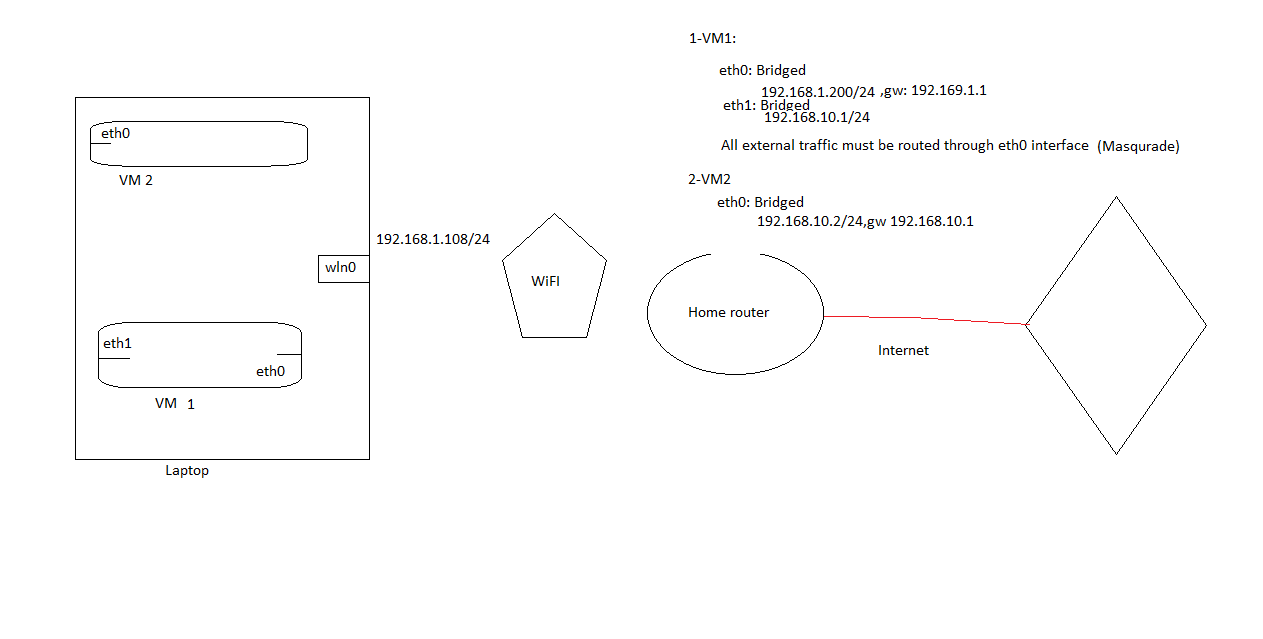 1-VM1:
eth0: Bridged
192.168.1.200/24 ,gw: 192.169.1.1
eth1: Bridged
192.168.10.1/24
All external traffic must be routed through eth0 interface (Masqurade)
2-VM2
eth0: Bridged
192.168.10.2/24,gw 192.168.10.1
eth0
VM 2
192.168.1.108/24
wln0
WiFI
Home router
Internet
eth1
eth0
VM 1
Laptop